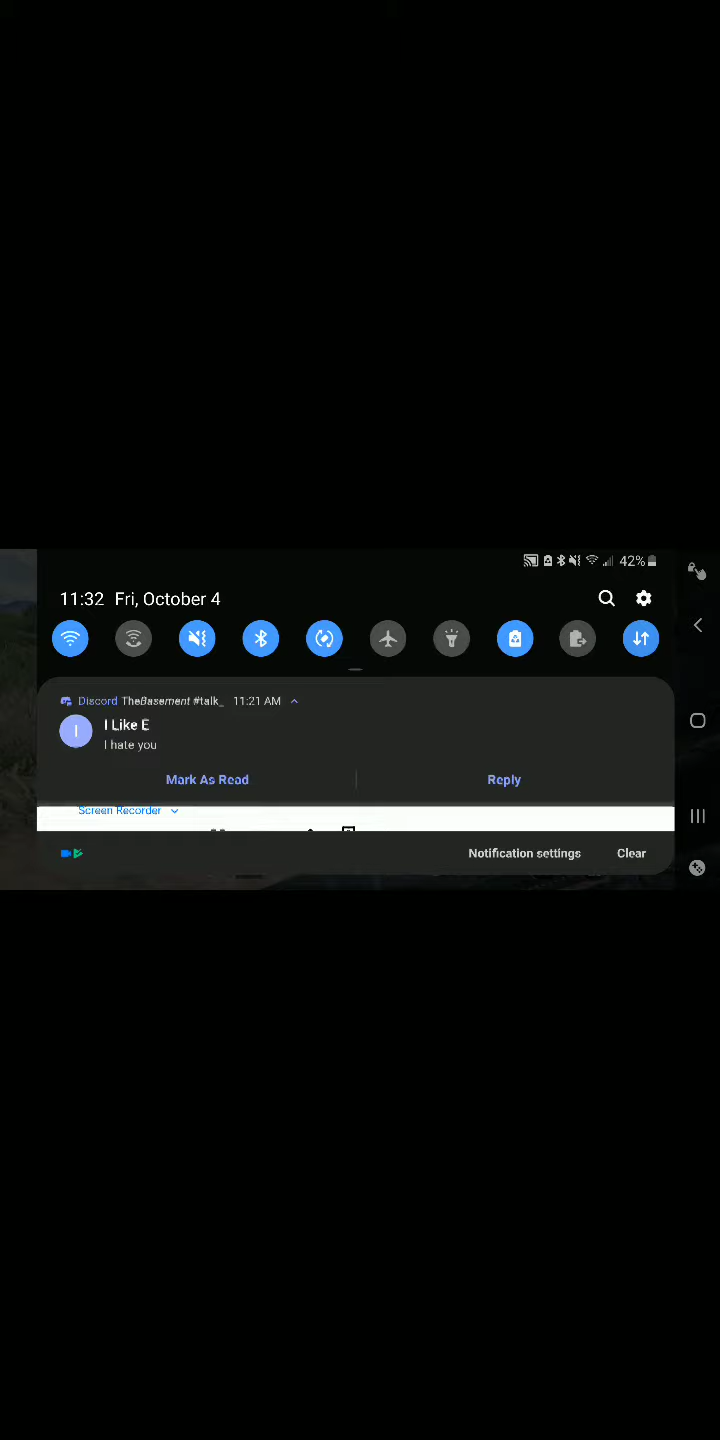 42%
11:32 Fri, October 4
Discord TheBasement #talk_ 11:21 AM
I
I Like E
I hate you
Mark As Read Reply
Screen Recorder
Notification settings Clear